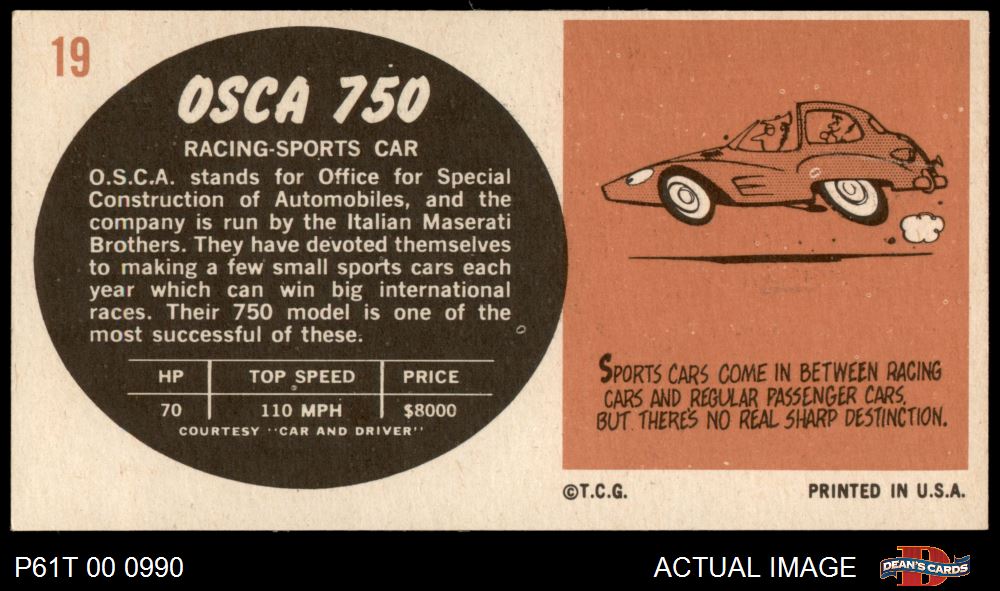 19
OSCA 750
RACING-SPORTS CAR
O.S.C.A. stands for Office for Special
Construction of Automobiles, and the
company is run by the Italian Maserati
Brothers. They have devoted themselves
to making a few small sports cars each
year which can win big international
races. Their 750 model is one of the
most successful of these.
HP TOP SPEED PRICE
70 110 MPH $8000
COURTESY "CAR AND DRIVER"
SPORTS CARS COME IN BETWEEN RACING
CARS AND REGULAR PASSENGER CARS,
BUT THERE'S NO REAL SHARP DESTINCTION.
©T.C.G. PRINTED IN U.S.A.
P61T 00 0990 ACTUAL IMAGE DEAN'S CARDS